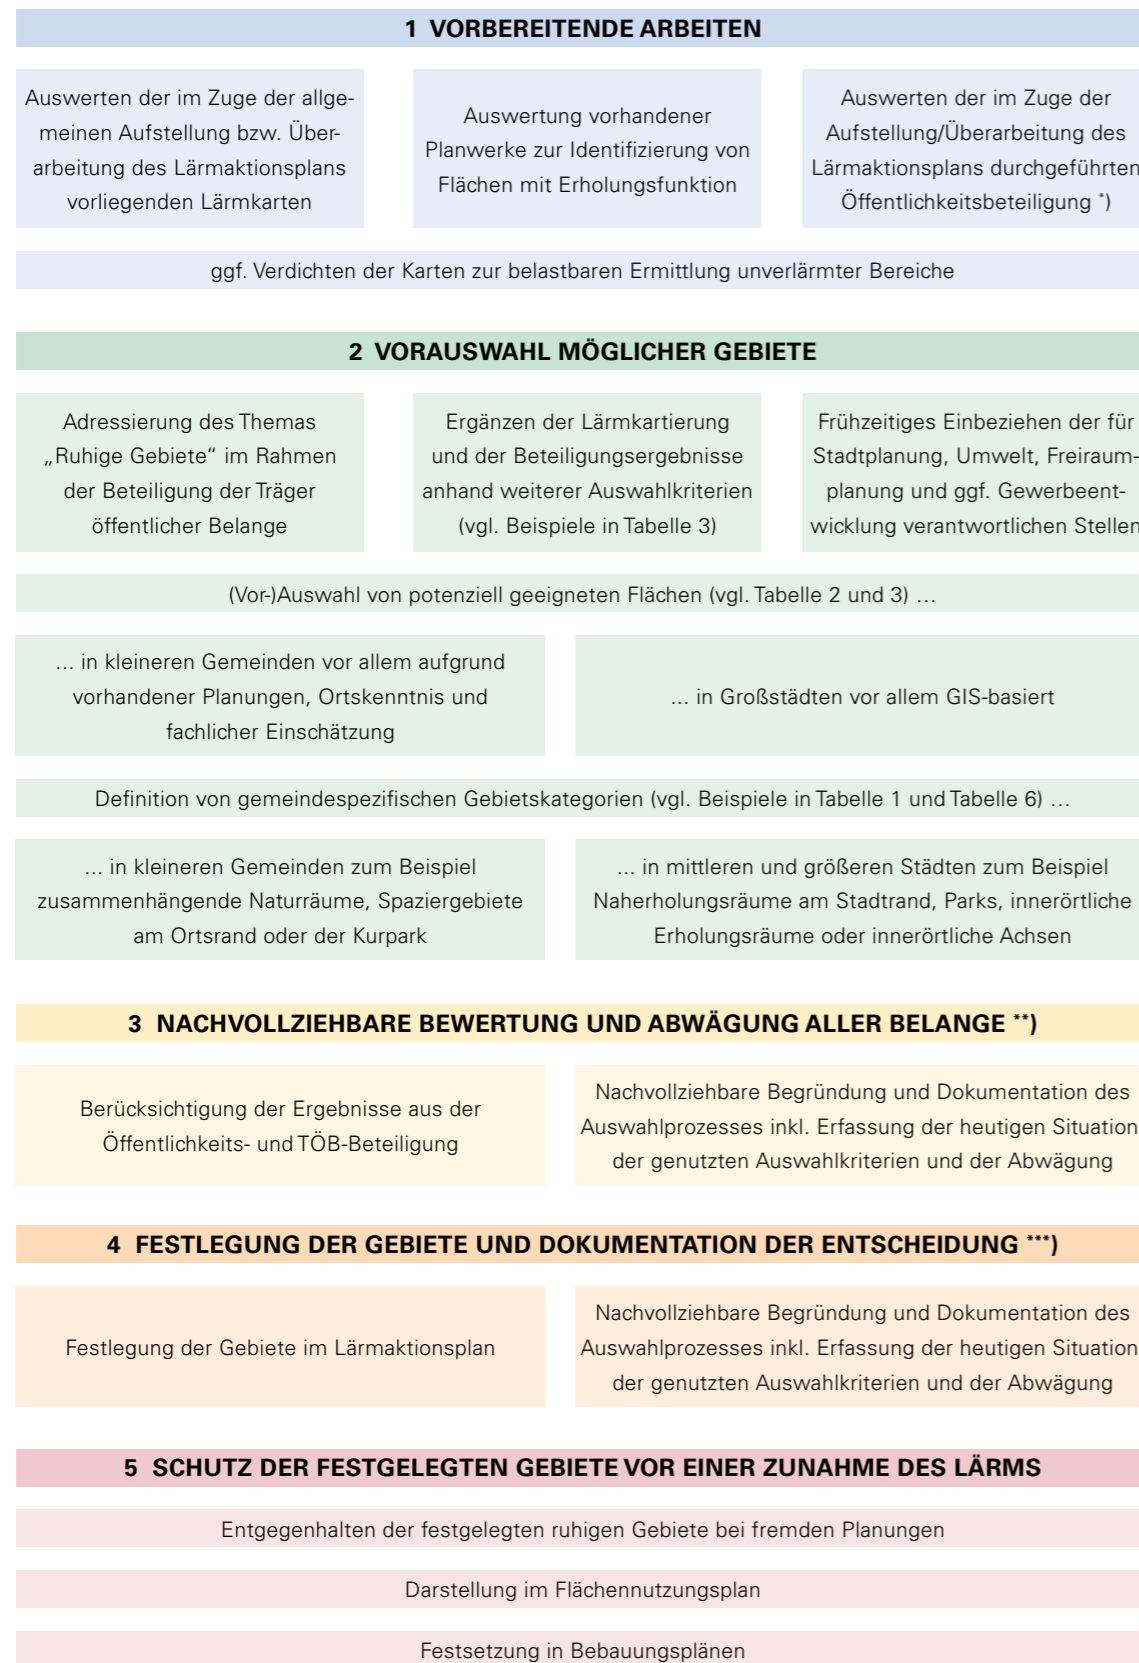 1 VORBEREITENDE ARBEITEN
Auswerten der im Zuge der allge-
meinen Aufstellung bzw. Über-
arbeitung des Lärmaktionsplans
vorliegenden Lärmkarten
Auswertung vorhandener
Planwerke zur Identifizierung von
Flächen mit Erholungsfunktion
Auswerten der im Zuge der
Aufstellung/Überarbeitung des
Lärmaktionsplans durchgeführten
Öffentlichkeitsbeteiligung *)
ggf. Verdichten der Karten zur belastbaren Ermittlung unverlärmter Bereiche
2 VORAUSWAHL MÖGLICHER GEBIETE
Adressierung des Themas
„Ruhige Gebiete“ im Rahmen
der Beteiligung der Träger
öffentlicher Belange
Ergänzen der Lärmkartierung
und der Beteiligungsergebnisse
anhand weiterer Auswahlkriterien
(vgl. Beispiele in Tabelle 3)
Frühzeitiges Einbeziehen der für
Stadtplanung, Umwelt, Freiraum-
planung und ggf. Gewerbeent-
wicklung verantwortlichen Stellen
(Vor-)Auswahl von potenziell geeigneten Flächen (vgl. Tabelle 2 und 3) …
... in kleineren Gemeinden vor allem aufgrund
vorhandener Planungen, Ortskenntnis und
fachlicher Einschätzung
... in Großstädten vor allem GIS-basiert
Definition von gemeindespezifischen Gebietskategorien (vgl. Beispiele in Tabelle 1 und Tabelle 6) …
... in kleineren Gemeinden zum Beispiel
zusammenhängende Naturräume, Spaziergebiete
am Ortsrand oder der Kurpark
... in mittleren und größeren Städten zum Beispiel
Naherholungsräume am Stadtrand, Parks, innerörtliche
Erholungsräume oder innerörtliche Achsen
3 NACHVOLLZIEHBARE BEWERTUNG UND ABWÄGUNG ALLER BELANGE **)
Berücksichtigung der Ergebnisse aus der
Öffentlichkeits- und TÖB-Beteiligung
Nachvollziehbare Begründung und Dokumentation des
Auswahlprozesses inkl. Erfassung der heutigen Situation
der genutzten Auswahlkriterien und der Abwägung
4 FESTLEGUNG DER GEBIETE UND DOKUMENTATION DER ENTSCHEIDUNG ***)
Festlegung der Gebiete im Lärmaktionsplan
Nachvollziehbare Begründung und Dokumentation des
Auswahlprozesses inkl. Erfassung der heutigen Situation
der genutzten Auswahlkriterien und der Abwägung
5 SCHUTZ DER FESTGELEGTEN GEBIETE VOR EINER ZUNAHME DES LÄRMS
Entgegenhalten der festgelegten ruhigen Gebiete bei fremden Planungen
Darstellung im Flächennutzungsplan
Festsetzung in Bebauungsplänen